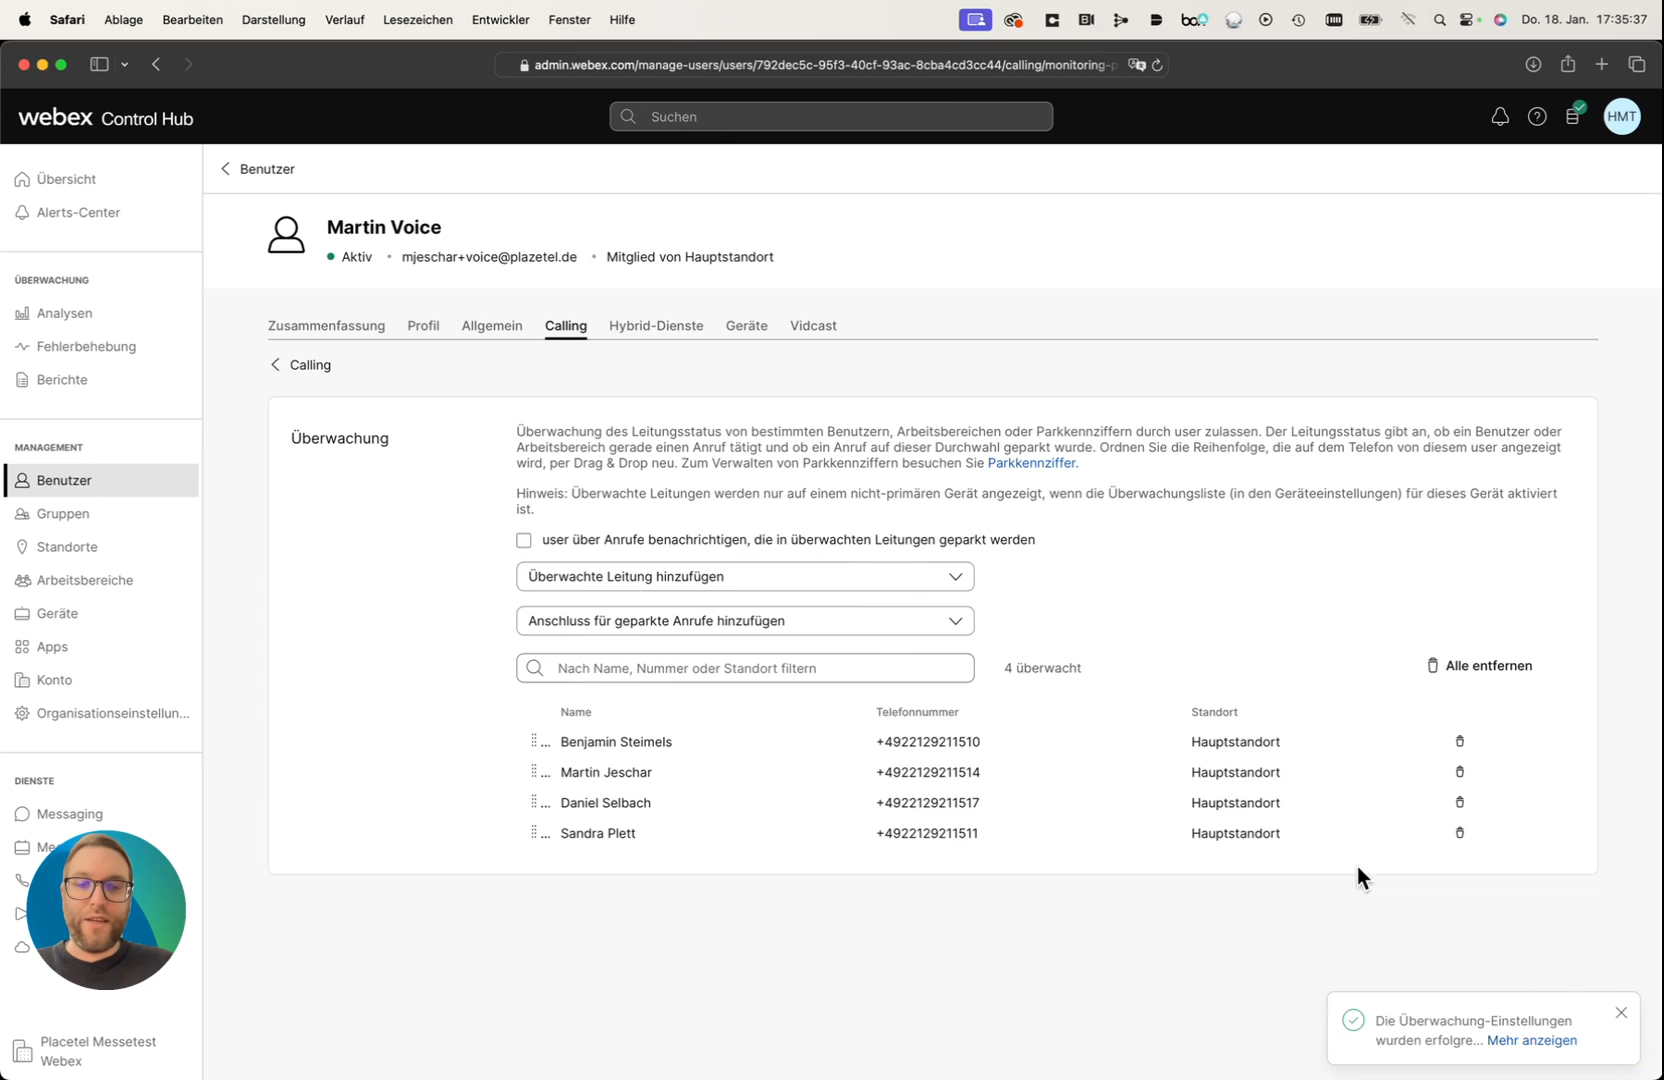 Safari Ablage Bearbeiten Darstellung Verlauf Lesezeichen Entwickler Fenster Hilfe Do. 18. Jan. 17:35:37
admin.webex.com/manage-users/users/792dec5c-95f3-40cf-93ac-8cba4cd3cc44/calling/monitoring-p
webex Control Hub
Suchen
HMT
Übersicht
Alerts-Center
ÜBERWACHUNG
Analysen
Fehlerbehebung
Berichte
MANAGEMENT
Benutzer
Gruppen
Standorte
Arbeitsbereiche
Geräte
Apps
Konto
Organisationseinstellun...
DIENSTE
Messaging
Placetel Messetest
Webex
Benutzer
Martin Voice
Aktiv • mjeschar+voice@plazetel.de • Mitglied von Hauptstandort
Zusammenfassung Profil Allgemein Calling Hybrid-Dienste Geräte Vidcast
Calling
Überwachung
Überwachung des Leitungsstatus von bestimmten Benutzern, Arbeitsbereichen oder Parkkennziffern durch user zulassen. Der Leitungsstatus gibt an, ob ein Benutzer oder
Arbeitsbereich gerade einen Anruf tätigt und ob ein Anruf auf dieser Durchwahl geparkt wurde. Ordnen Sie die Reihenfolge, die auf dem Telefon von diesem user angezeigt
wird, per Drag & Drop neu. Zum Verwalten von Parkkennziffern besuchen Sie Parkkennziffer.
Hinweis: Überwachte Leitungen werden nur auf einem nicht-primären Gerät angezeigt, wenn die Überwachungsliste (in den Geräteeinstellungen) für dieses Gerät aktiviert
ist.
user über Anrufe benachrichtigen, die in überwachten Leitungen geparkt werden
Überwachte Leitung hinzufügen
Anschluss für geparkte Anrufe hinzufügen
Nach Name, Nummer oder Standort filtern 4 überwacht Alle entfernen
Name Telefonnummer Standort
... Benjamin Steimels +4922129211510 Hauptstandort
... Martin Jeschar +4922129211514 Hauptstandort
... Daniel Selbach +4922129211517 Hauptstandort
... Sandra Plett +4922129211511 Hauptstandort
Die Überwachung-Einstellungen
wurden erfolgre... Mehr anzeigen